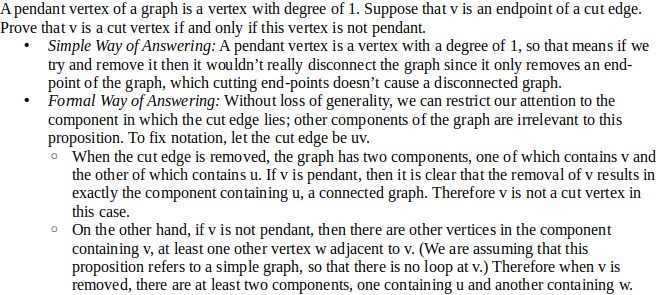 A pendant vertex of a graph is a vertex with degree of 1. Suppose that v is an endpoint of a cut edge.
Prove that v is a cut vertex if and only if this vertex is not pendant.
• Simple Way of Answering: A pendant vertex is a vertex with a degree of 1, so that means if we
try and remove it then it wouldn't really disconnect the graph since it only removes an end-
point of the graph, which cutting end-points doesn't cause a disconnected graph.
• Formal Way of Answering: Without loss of generality, we can restrict our attention to the
component in which the cut edge lies; other components of the graph are irrelevant to this
proposition. To fix notation, let the cut edge be uv.
◦ When the cut edge is removed, the graph has two components, one of which contains v and
the other of which contains u. If v is pendant, then it is clear that the removal of v results in
exactly the component containing u, a connected graph. Therefore v is not a cut vertex in
this case.
◦ On the other hand, if v is not pendant, then there are other vertices in the component
containing v, at least one other vertex w adjacent to v. (We are assuming that this
proposition refers to a simple graph, so that there is no loop at v.) Therefore when v is
removed, there are at least two components, one containing u and another containing w.